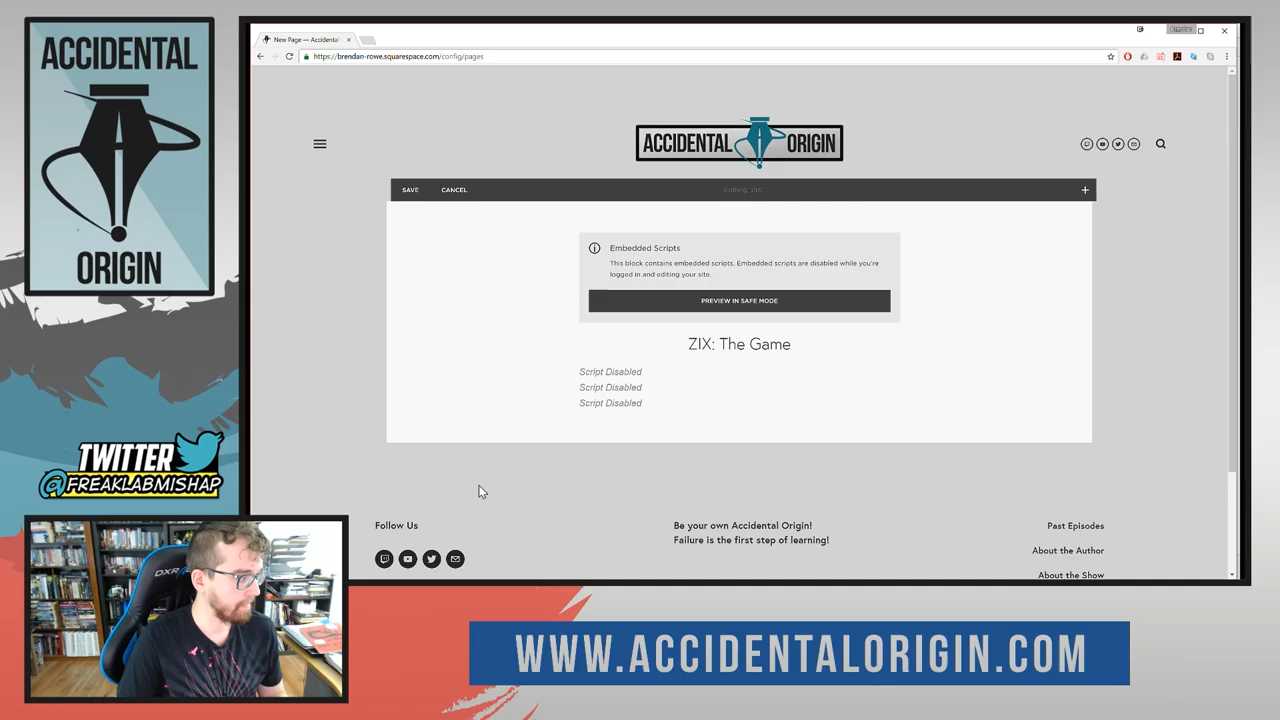 ACCIDENTAL
ORIGIN
TWITTER
@FREAKLABMISHAP
DXR
New Page — Accidental
https://brendan-rowe.squarespace.com/config/pages
ACCIDENTAL ORIGIN
SAVE
CANCEL
Editing: ZIX
Embedded Scripts
This block contains embedded scripts. Embedded scripts are disabled while you're
logged in and editing your site.
PREVIEW IN SAFE MODE
ZIX: The Game
Script Disabled
Script Disabled
Script Disabled
Follow Us
Be your own Accidental Origin!
Failure is the first step of learning!
Past Episodes
About the Author
About the Show
WWW.ACCIDENTALORIGIN.COM